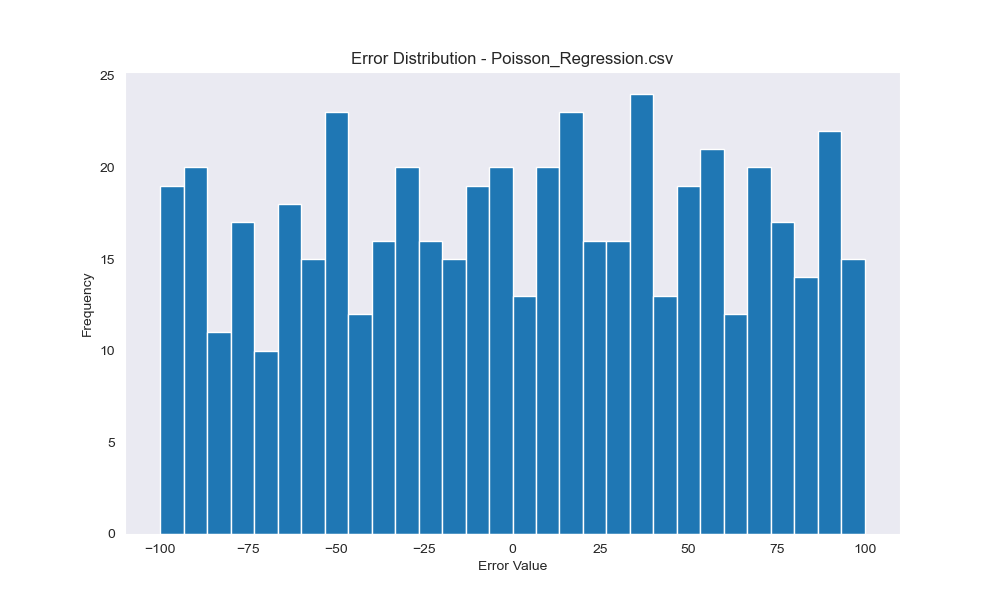 Error Distribution - Poisson_Regression.csv
25
20
15
10
5
0
Frequency
−100 −75 −50 −25 0 25 50 75 100
Error Value